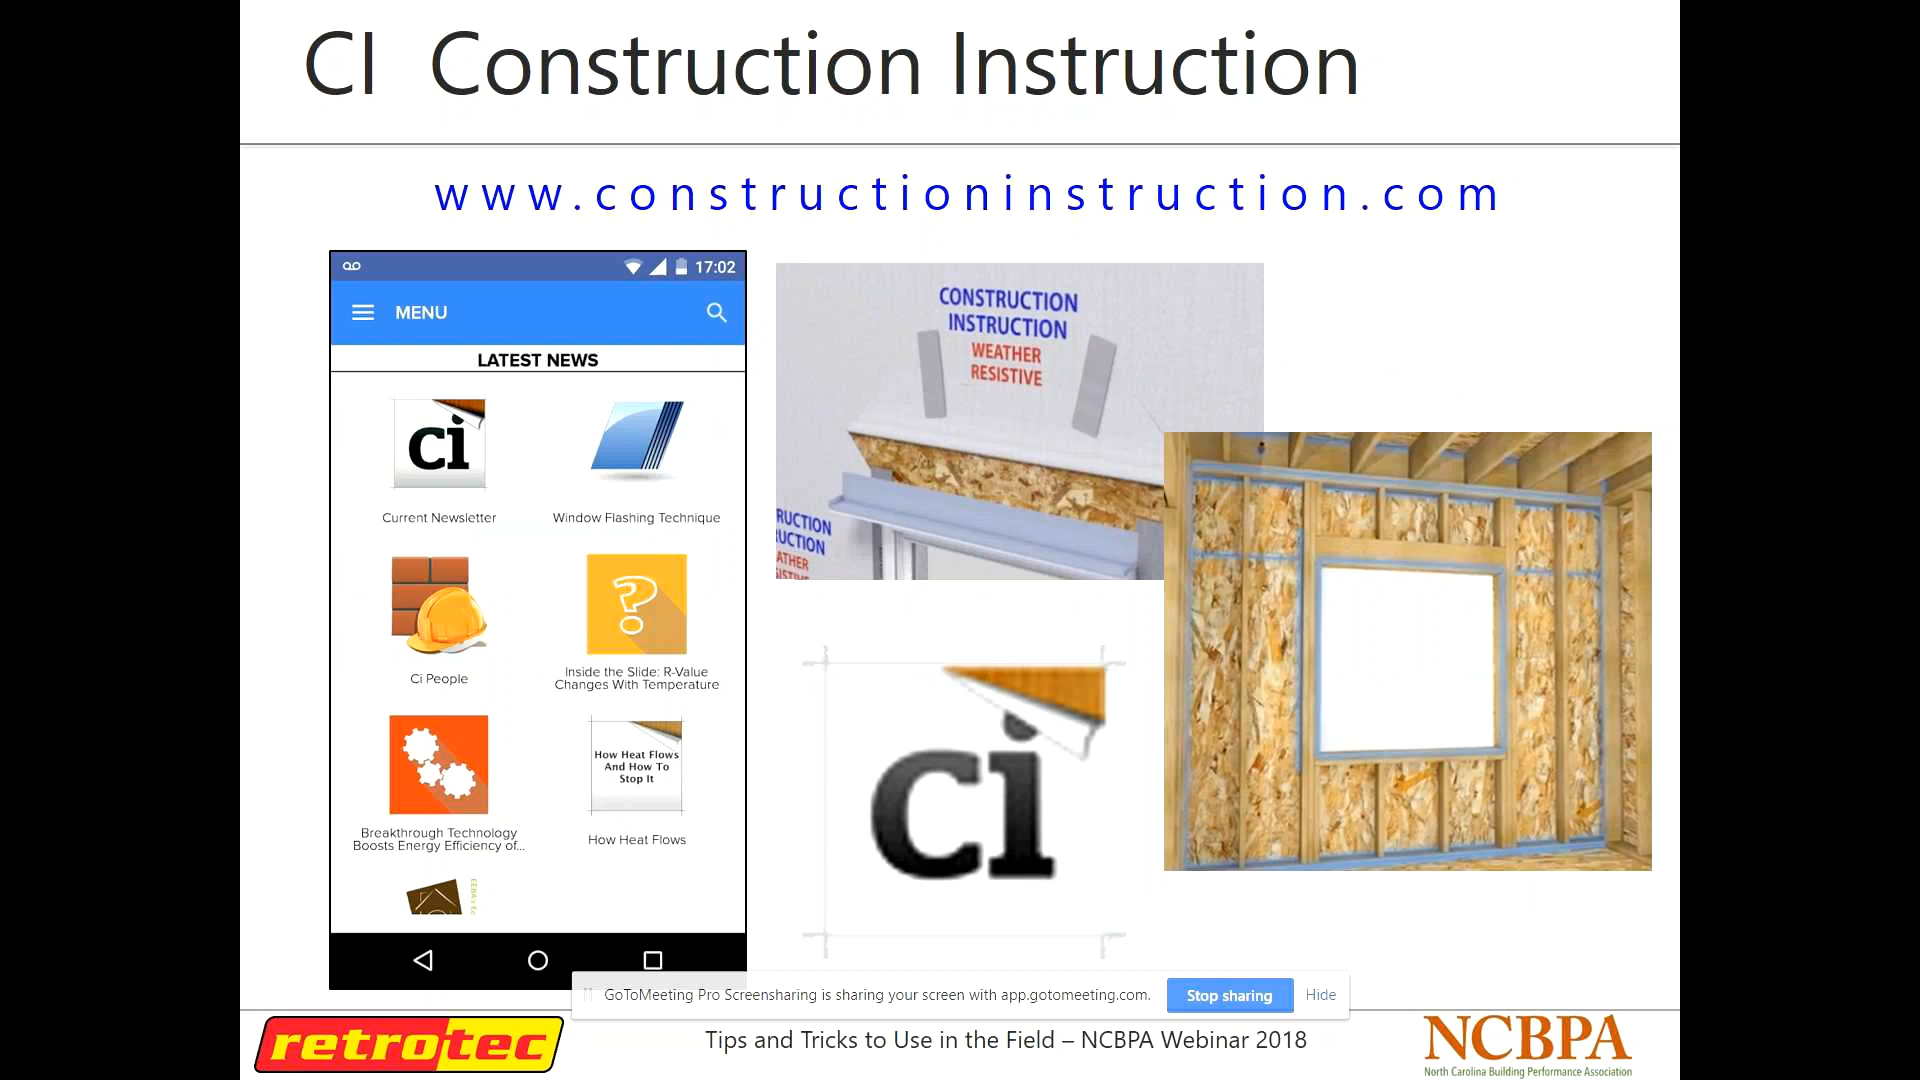 CI Construction Instruction
www.constructioninstruction.com
17:02
MENU
LATEST NEWS
Ci
Current Newsletter
Window Flashing Technique
Ci People
?
Inside the Slide: R-Value
Changes With Temperature
How Heat Flows
And How To
Stop It
Breakthrough Technology
Boosts Energy Efficiency of...
How Heat Flows
CONSTRUCTION
INSTRUCTION
WEATHER
RESISTIVE
RUCTION
UCTION
ATHER
Ci
GoToMeeting Pro Screensharing is sharing your screen with app.gotomeeting.com.
Stop sharing
Hide
retrotec
Tips and Tricks to Use in the Field – NCBPA Webinar 2018
NCBPA
North Carolina Building Performance Association